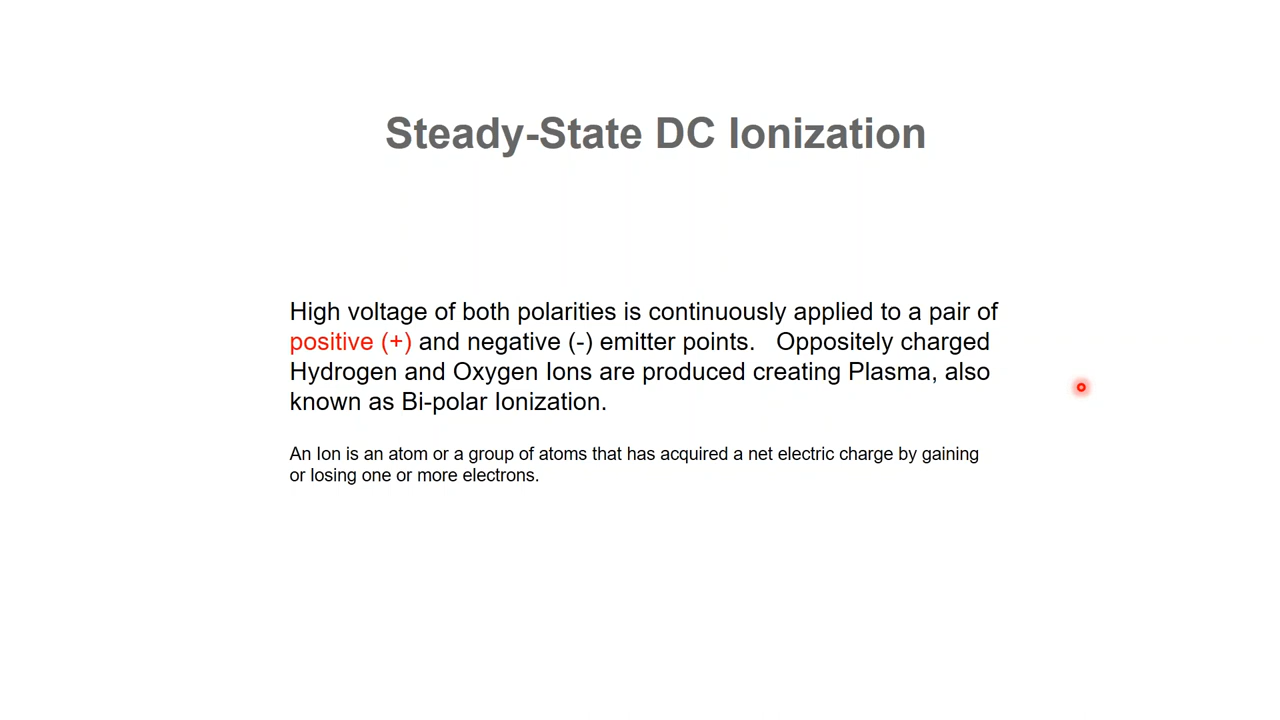 Steady-State DC Ionization
High voltage of both polarities is continuously applied to a pair of
positive (+) and negative (-) emitter points.   Oppositely charged
Hydrogen and Oxygen Ions are produced creating Plasma, also
known as Bi-polar Ionization.
An Ion is an atom or a group of atoms that has acquired a net electric charge by gaining
or losing one or more electrons.